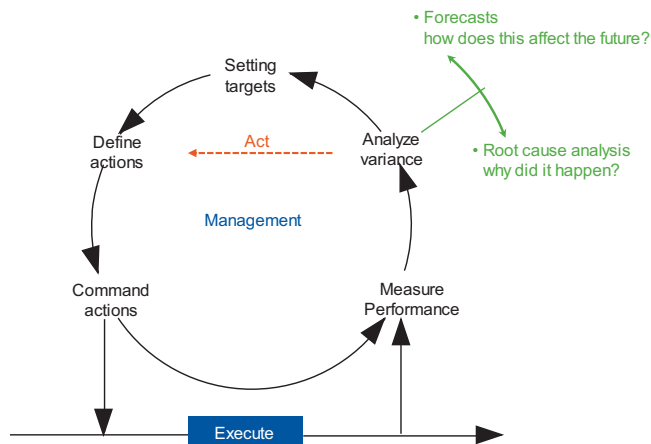 • Forecasts
how does this affect the future?
Setting
targets
Define
actions
Act
Analyze
variance
• Root cause analysis
why did it happen?
Management
Command
actions
Measure
Performance
Execute